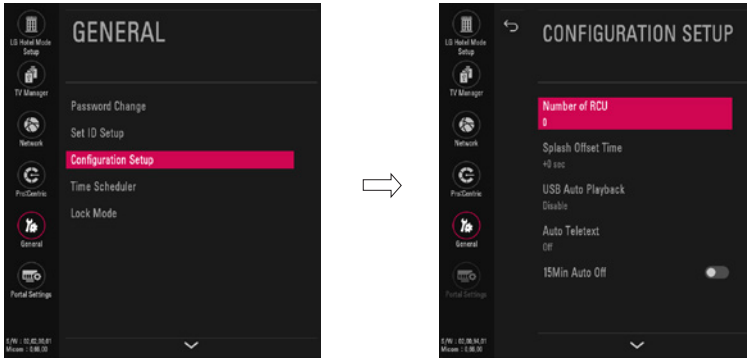 GENERAL
LG Hotel Mode
Setup
TV Manager
Network
Pro:Centric
General
Portal Settings
Password Change
Set ID Setup
Configuration Setup
Time Scheduler
Lock Mode
CONFIGURATION SETUP
LG Hotel Mode
Setup
TV Manager
Network
Pro:Centric
General
Portal Settings
Number of RCU
0
Splash Offset Time
+0 sec
USB Auto Playback
Disable
Auto Teletext
Off
15Min Auto Off